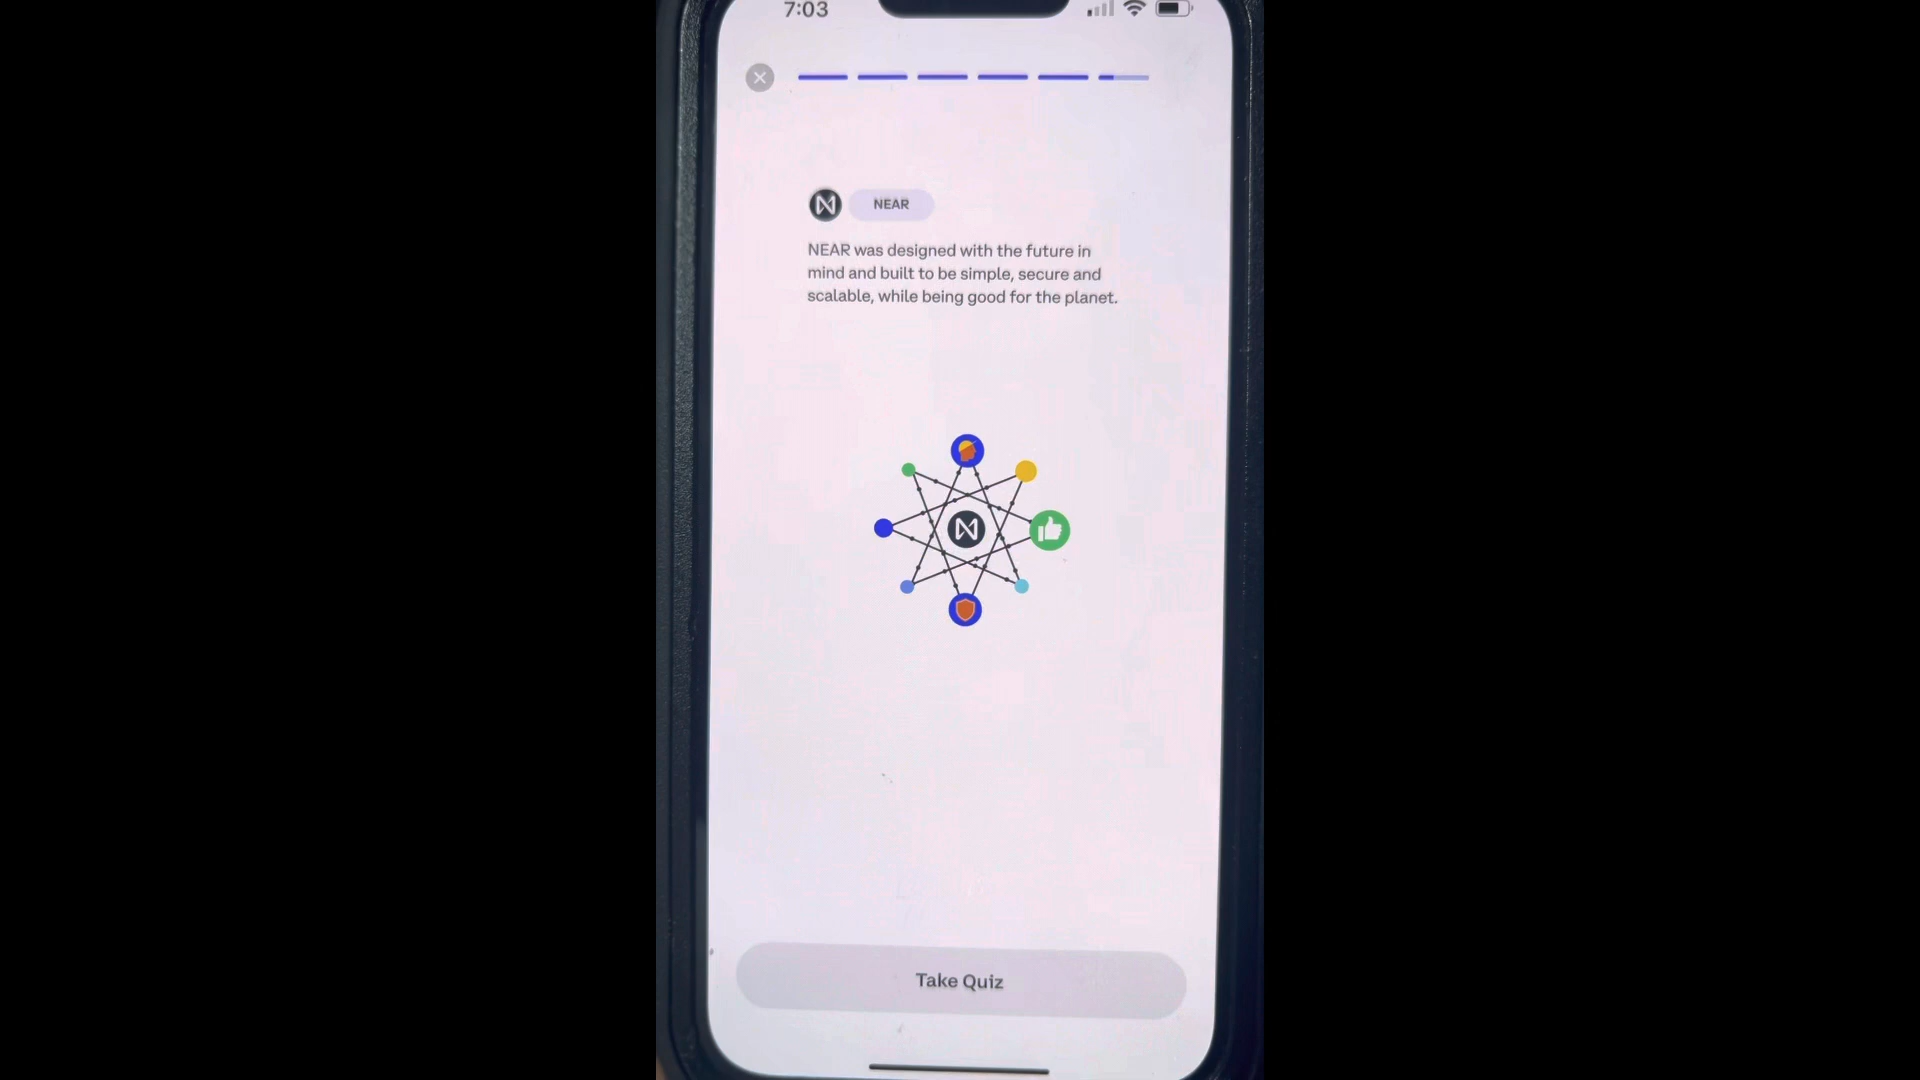 7:03
NEAR
NEAR was designed with the future in
mind and built to be simple, secure and
scalable, while being good for the planet.
Take Quiz